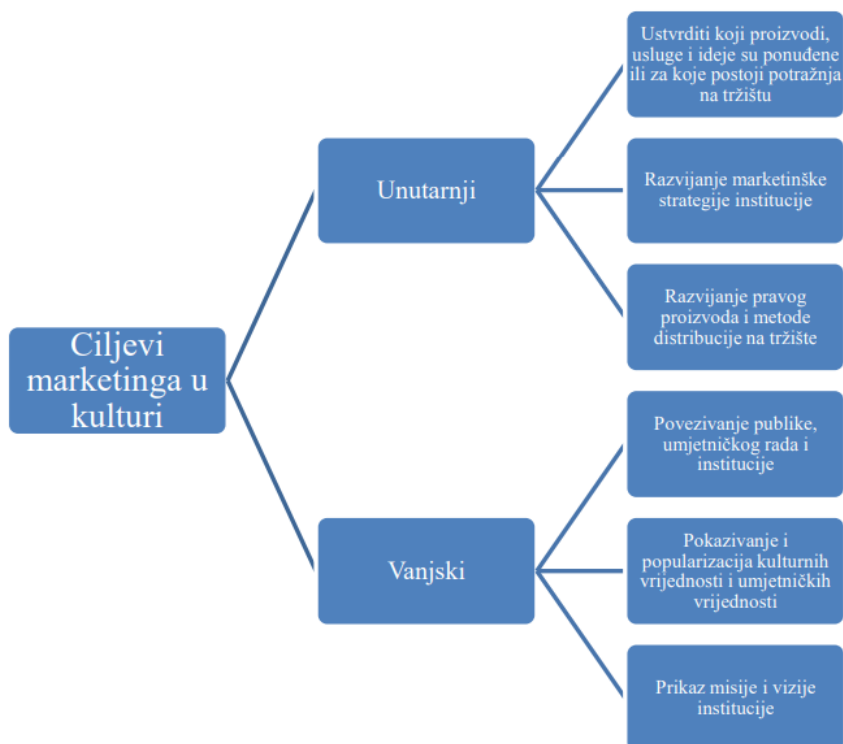 Ciljevi
marketinga u
kulturi
Unutarnji
Ustvrditi koji proizvodi,
usluge i ideje su ponuđene
ili za koje postoji potražnja
na tržištu
Razvijanje marketinške
strategije institucije
Razvijanje pravog
proizvoda i metode
distribucije na tržište
Vanjski
Povezivanje publike,
umjetničkog rada i
institucije
Pokazivanje i
popularizacija kulturnih
vrijednosti i umjetničkih
vrijednosti
Prikaz misije i vizije
institucije